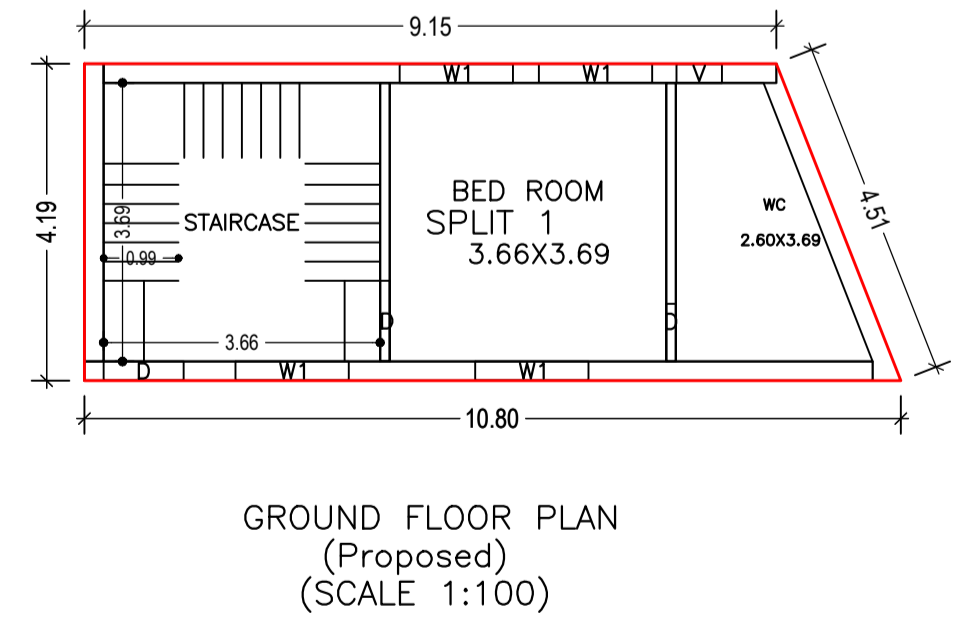 9.15
W1 W1 V
4.19
3.69
STAIRCASE
BED ROOM
SPLIT 1
3.66X3.69
WC
2.60X3.69
4.51
0.99
D
D
3.66
D W1 W1
10.80
GROUND FLOOR PLAN
(Proposed)
(SCALE 1:100)